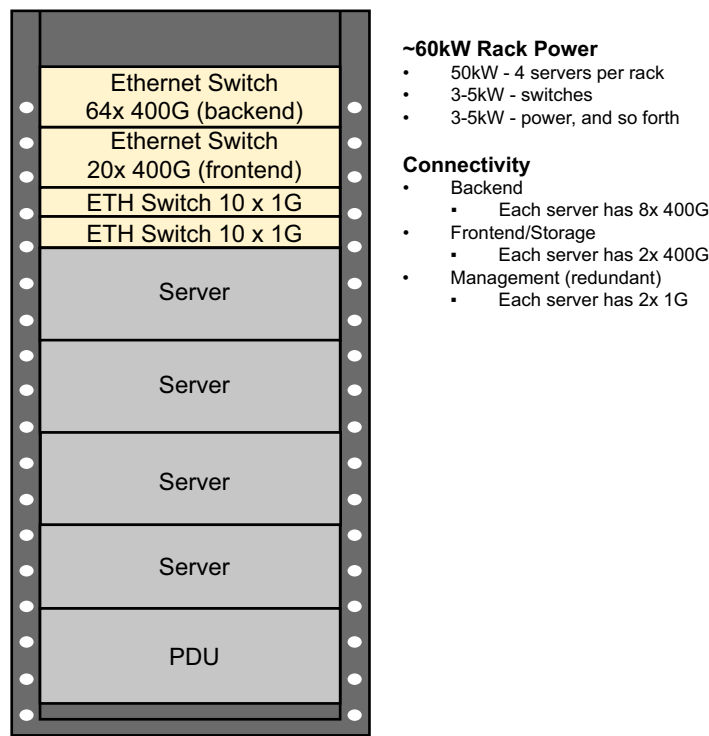 Ethernet Switch
64x 400G (backend)
Ethernet Switch
20x 400G (frontend)
ETH Switch 10 x 1G
ETH Switch 10 x 1G
Server
Server
Server
Server
PDU
~60kW Rack Power
• 50kW - 4 servers per rack
• 3-5kW - switches
• 3-5kW - power, and so forth
Connectivity
• Backend
▪ Each server has 8x 400G
• Frontend/Storage
▪ Each server has 2x 400G
• Management (redundant)
▪ Each server has 2x 1G